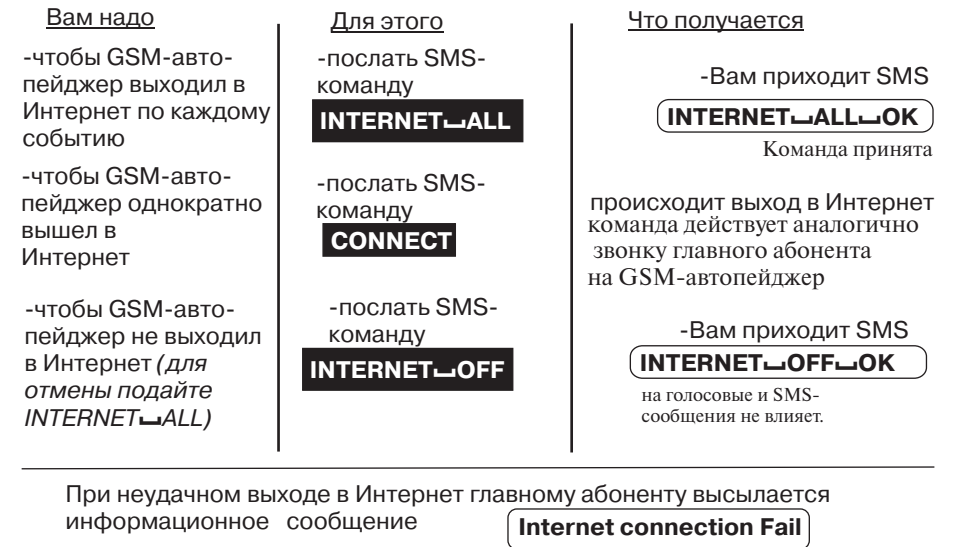 Вам надо
Для этого
Что получается
-чтобы GSM-авто-
пейджер выходил в
Интернет по каждому
событию
-послать SMS-
команду
INTERNET⎵ALL
-Вам приходит SMS
INTERNET⎵ALL⎵OK
Команда принята
-чтобы GSM-авто-
пейджер однократно
вышел в
Интернет
-послать SMS-
команду
CONNECT
происходит выход в Интернет
команда действует аналогично
звонку главного абонента
на GSM-автопейджер
-чтобы GSM-авто-
пейджер не выходил
в Интернет (для
отмены подайте
INTERNET⎵ALL)
-послать SMS-
команду
INTERNET⎵OFF
-Вам приходит SMS
INTERNET⎵OFF⎵OK
на голосовые и SMS-
сообщения не влияет.
При неудачном выходе в Интернет главному абоненту высылается
информационное сообщение Internet connection Fail